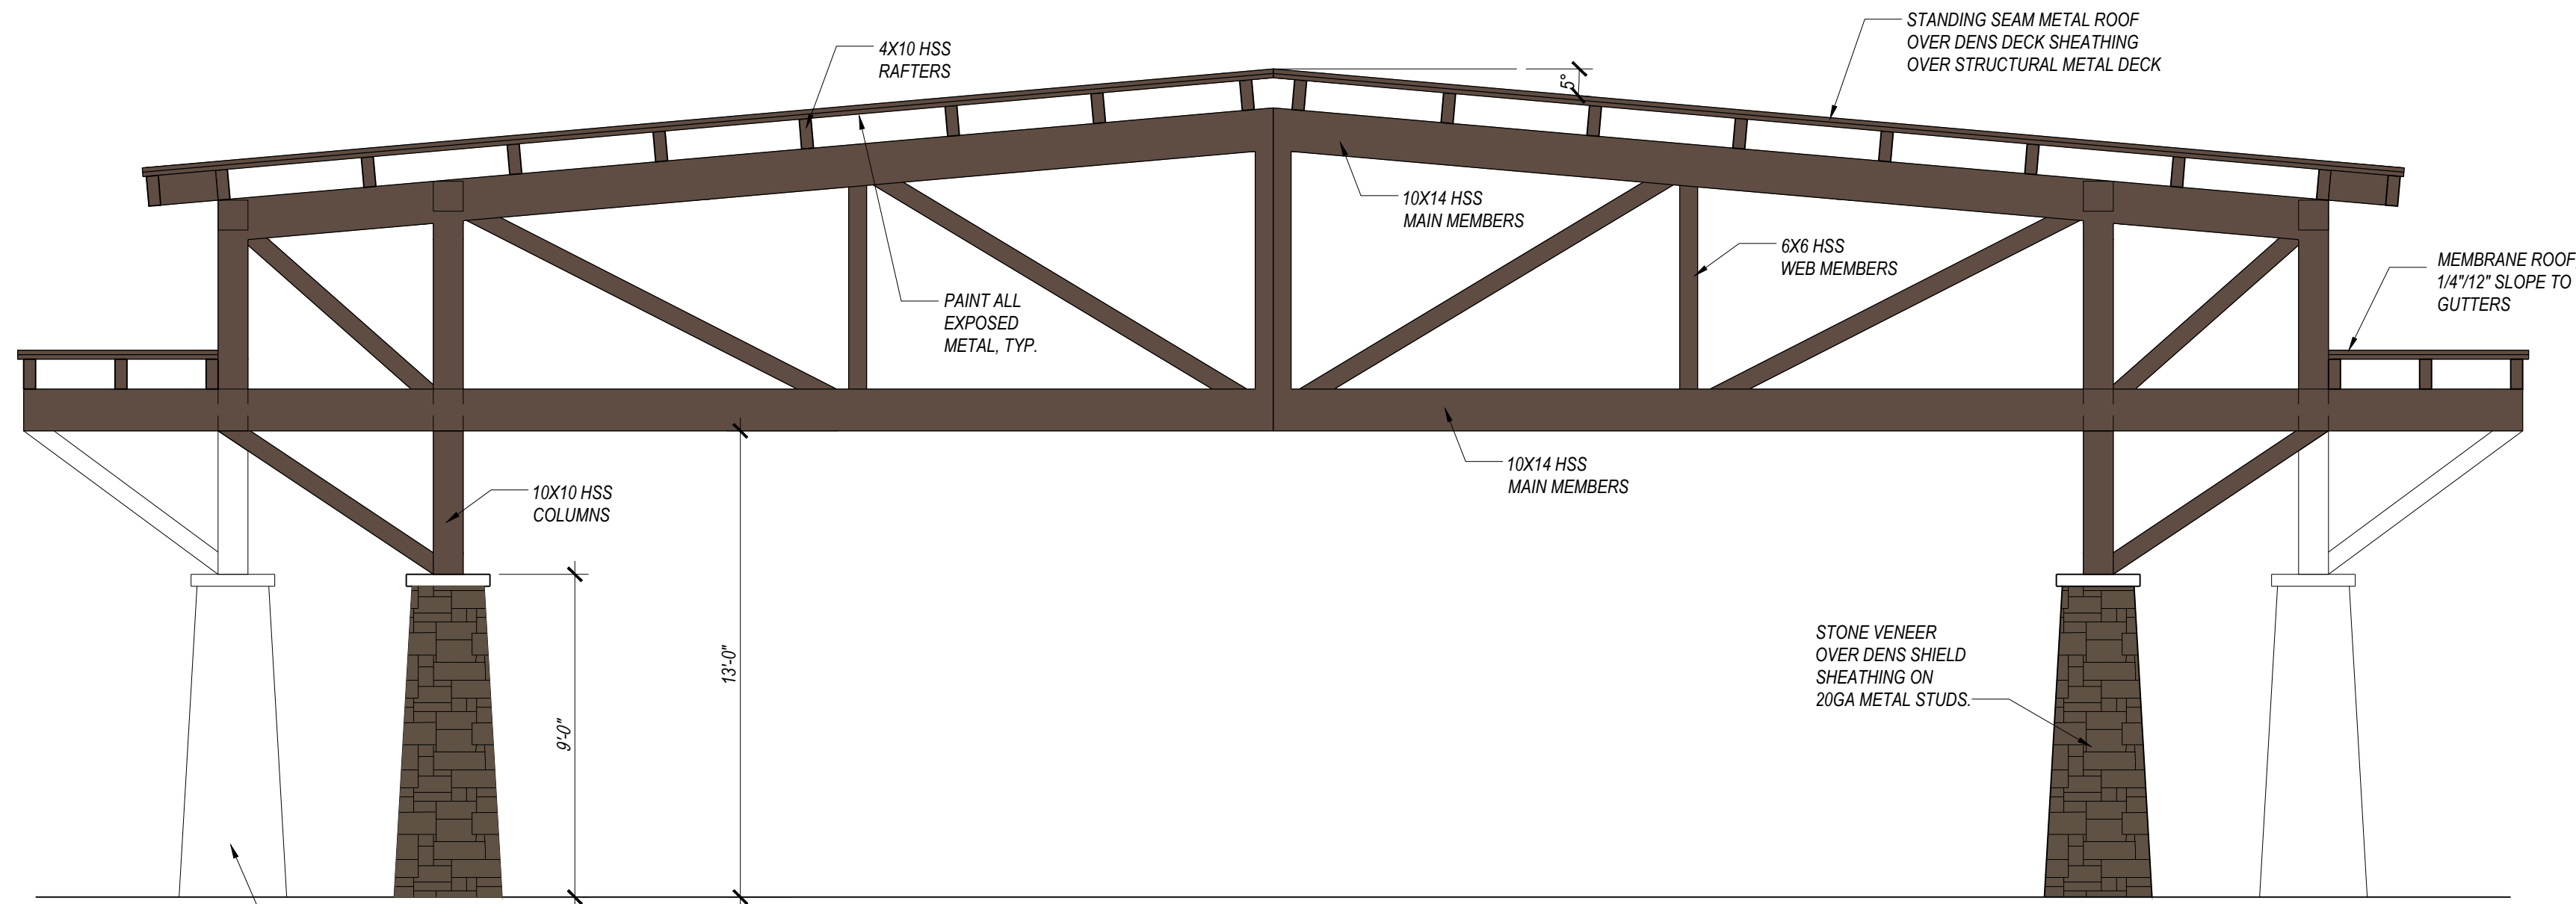 4X10 HSS
RAFTERS
STANDING SEAM METAL ROOF
OVER DENS DECK SHEATHING
OVER STRUCTURAL METAL DECK
5°
10X14 HSS
MAIN MEMBERS
6X6 HSS
WEB MEMBERS
MEMBRANE ROOF
1/4"/12" SLOPE TO
GUTTERS
PAINT ALL
EXPOSED
METAL, TYP.
10X14 HSS
MAIN MEMBERS
10X10 HSS
COLUMNS
STONE VENEER
OVER DENS SHIELD
SHEATHING ON
20GA METAL STUDS.
13'-0"
9'-0"